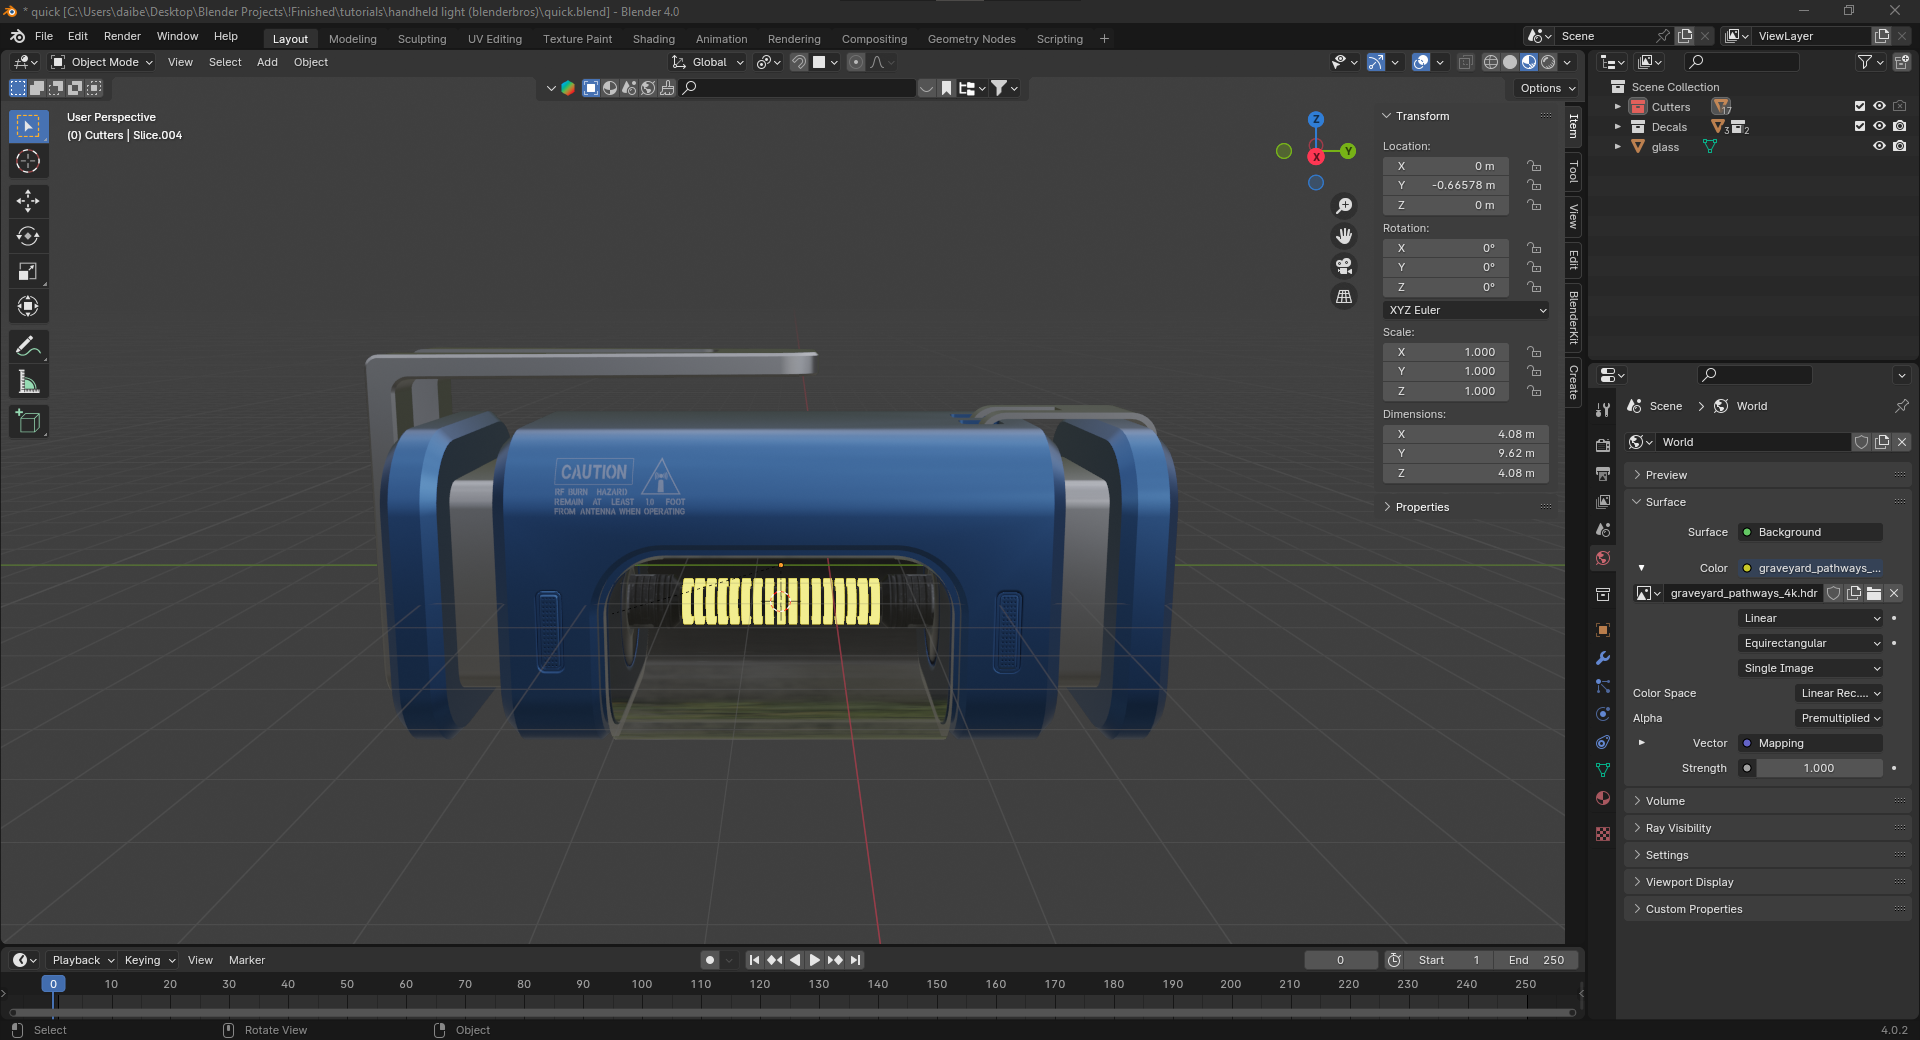 * quick [C:\Users\daibe\Desktop\Blender Projects\!Finished\tutorials\handheld light (blenderbros)\quick.blend] - Blender 4.0
File Edit Render Window Help
Layout Modeling Sculpting UV Editing Texture Paint Shading Animation Rendering Compositing Geometry Nodes Scripting +
Scene
ViewLayer
Object Mode View Select Add Object
Global
Options
User Perspective
(0) Cutters | Slice.004
Z
Y
X
Transform
Location:
X 0 m
Y -0.66578 m
Z 0 m
Rotation:
X 0°
Y 0°
Z 0°
XYZ Euler
Scale:
X 1.000
Y 1.000
Z 1.000
Dimensions:
X 4.08 m
Y 9.62 m
Z 4.08 m
Properties
Item
Tool
View
Edit
BlenderKit
Create
CAUTION
RF BURN HAZARD
REMAIN AT LEAST 10 FOOT
FROM ANTENNA WHEN OPERATING
Scene Collection
Cutters 17
Decals 3 2
glass
Scene > World
World
Preview
Surface
Surface Background
Color graveyard_pathways_...
graveyard_pathways_4k.hdr
Linear
Equirectangular
Single Image
Color Space Linear Rec....
Alpha Premultiplied
Vector Mapping
Strength 1.000
Volume
Ray Visibility
Settings
Viewport Display
Custom Properties
Playback Keying View Marker
0
Start 1 End 250
0 10 20 30 40 50 60 70 80 90 100 110 120 130 140 150 160 170 180 190 200 210 220 230 240 250
Select Rotate View Object
4.0.2